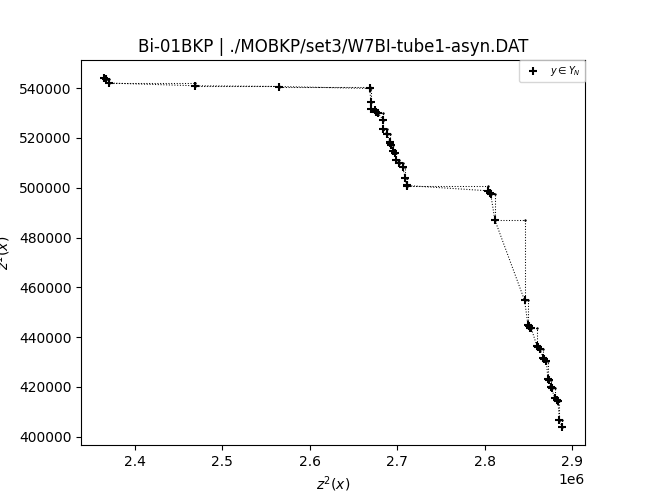 Bi-01BKP | ./MOBKP/set3/W7BI-tube1-asyn.DAT
y ∈ Y_N
540000
520000
500000
480000
460000
440000
420000
400000
2.4 2.5 2.6 2.7 2.8 2.9
1e6
z²(x)